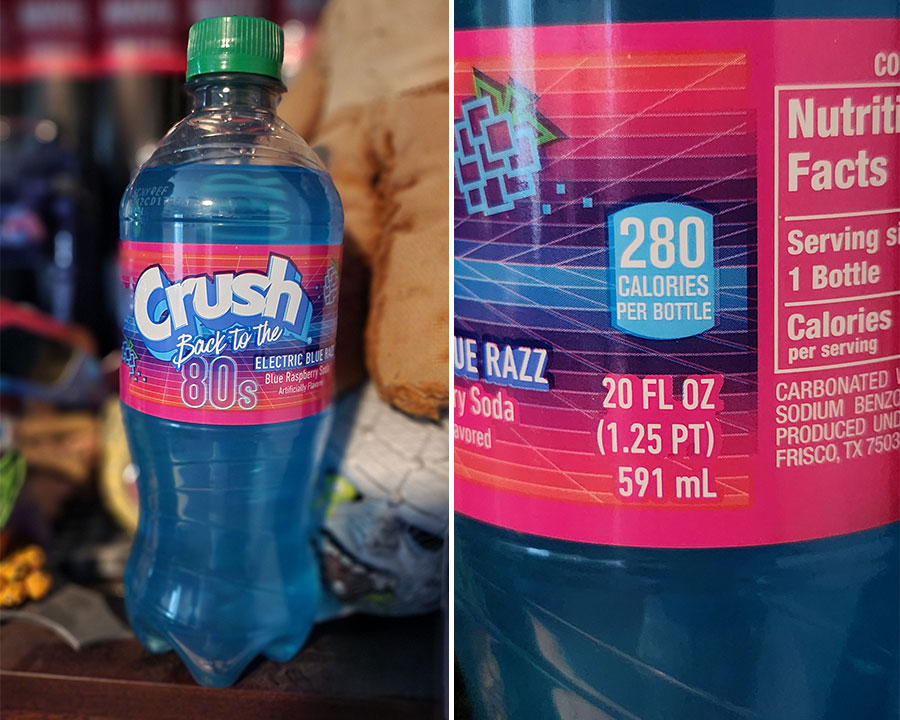 Crush
Back to the
80s
ELECTRIC BLUE RAZZ
Blue Raspberry Soda
Artificially Flavored
280
CALORIES
PER BOTTLE
UE RAZZ
ry Soda
avored
20 FL OZ
(1.25 PT)
591 mL
CO
Nutriti
Facts
Serving si
1 Bottle
Calories
per serving
CARBONATED W
SODIUM BENZO
PRODUCED UND
FRISCO, TX 7503